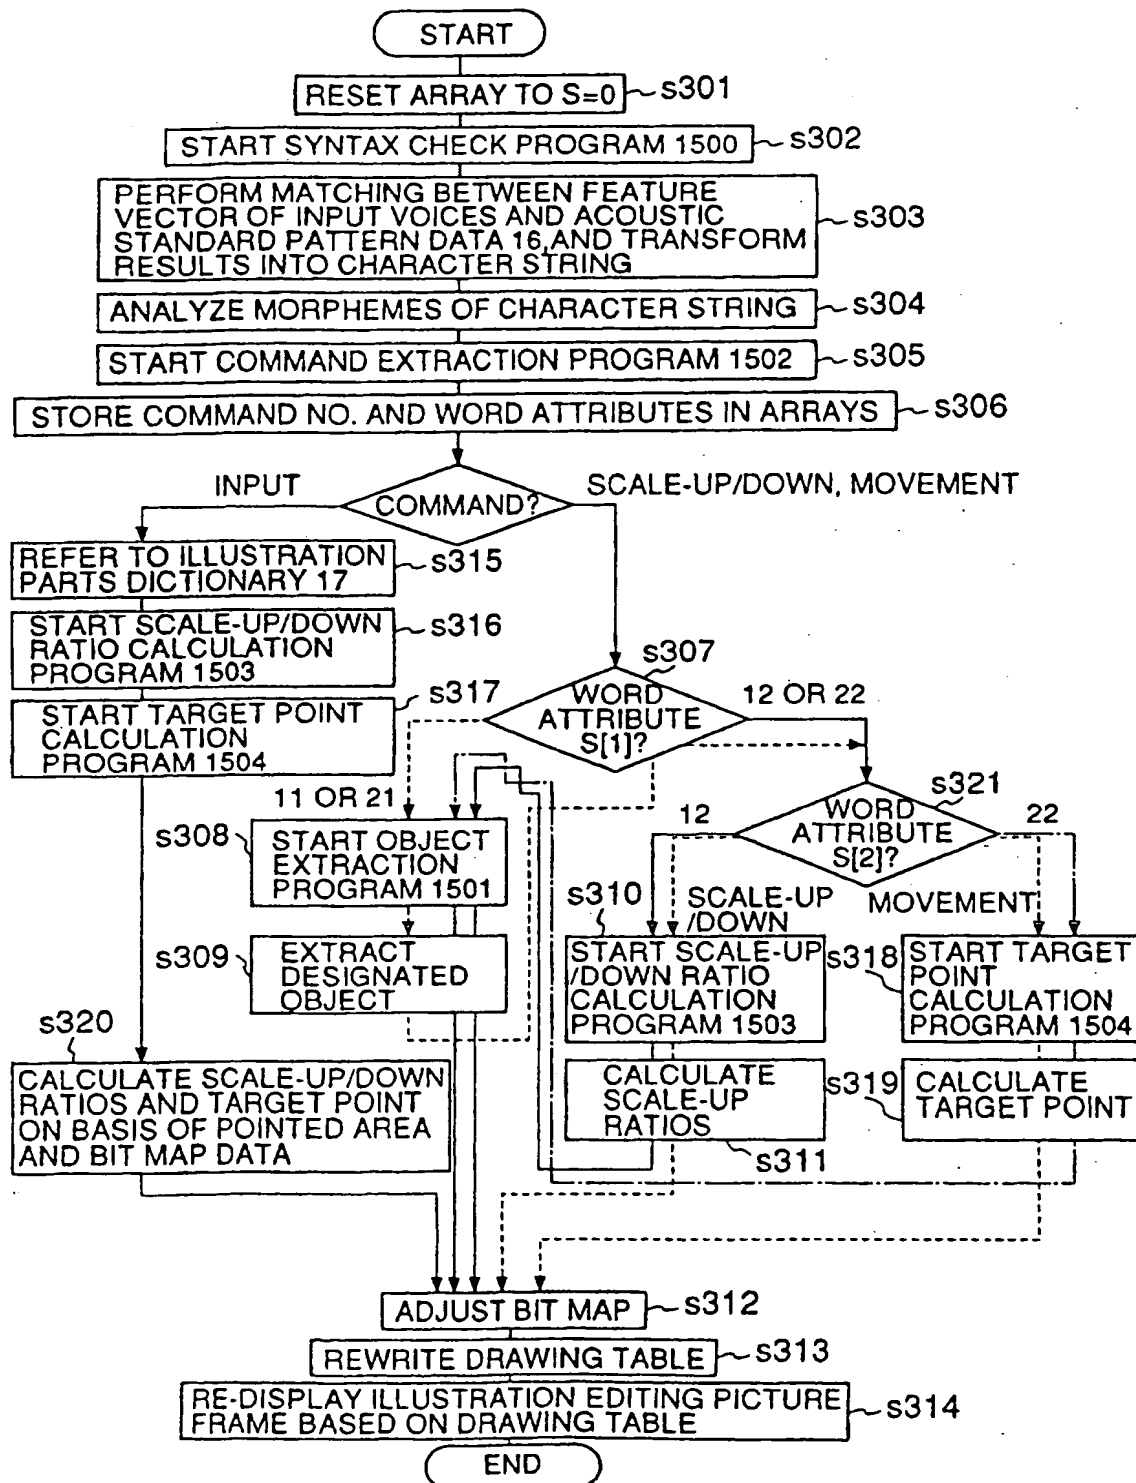 START
RESET ARRAY TO S=0
s301
START SYNTAX CHECK PROGRAM 1500
s302
PERFORM MATCHING BETWEEN FEATURE
VECTOR OF INPUT VOICES AND ACOUSTIC
STANDARD PATTERN DATA 16,AND TRANSFORM
RESULTS INTO CHARACTER STRING
s303
ANALYZE MORPHEMES OF CHARACTER STRING
s304
START COMMAND EXTRACTION PROGRAM 1502
s305
STORE COMMAND NO. AND WORD ATTRIBUTES IN ARRAYS
s306
INPUT
COMMAND?
SCALE-UP/DOWN, MOVEMENT
REFER TO ILLUSTRATION
PARTS DICTIONARY 17
s315
START SCALE-UP/DOWN
RATIO CALCULATION
PROGRAM 1503
s316
START TARGET POINT
CALCULATION
PROGRAM 1504
s317
s307
WORD
ATTRIBUTE
S[1]?
12 OR 22
11 OR 21
s321
WORD
ATTRIBUTE
S[2]?
12
22
s308
START OBJECT
EXTRACTION
PROGRAM 1501
s309
EXTRACT
DESIGNATED
OBJECT
s310
SCALE-UP
/DOWN
MOVEMENT
START SCALE-UP
/DOWN RATIO
CALCULATION
PROGRAM 1503
s318
START TARGET
POINT
CALCULATION
PROGRAM 1504
s320
CALCULATE SCALE-UP/DOWN
RATIOS AND TARGET POINT
ON BASIS OF POINTED AREA
AND BIT MAP DATA
CALCULATE
SCALE-UP
RATIOS
s311
s319
CALCULATE
TARGET POINT
ADJUST BIT MAP
s312
REWRITE DRAWING TABLE
s313
RE-DISPLAY ILLUSTRATION EDITING PICTURE
FRAME BASED ON DRAWING TABLE
s314
END